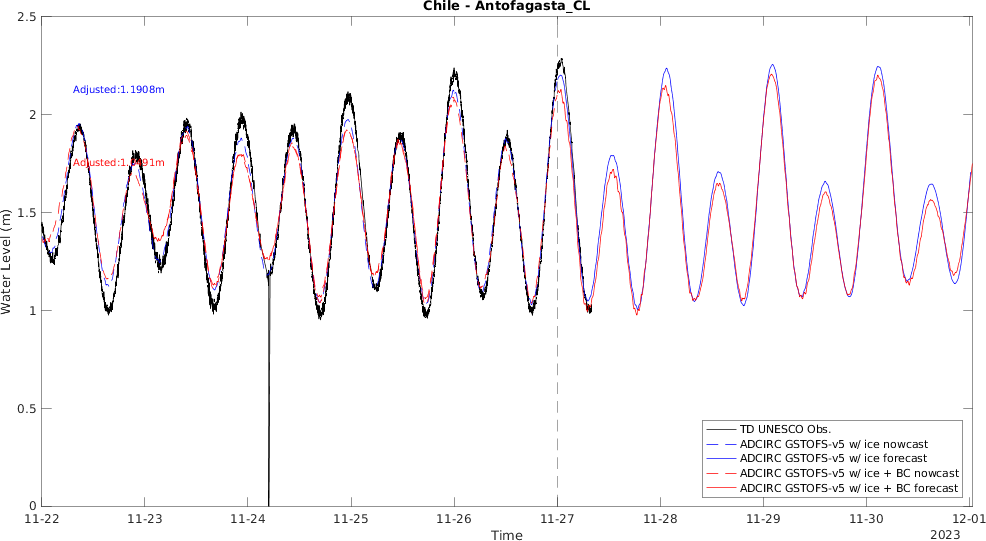 Chile - Antofagasta_CL
2.5
2
1.5
1
0.5
0
Water Level (m)
Adjusted:1.1908m
TD UNESCO Obs.
ADCIRC GSTOFS-v5 w/ ice nowcast
ADCIRC GSTOFS-v5 w/ ice forecast
ADCIRC GSTOFS-v5 w/ ice + BC nowcast
ADCIRC GSTOFS-v5 w/ ice + BC forecast
11-22 11-23 11-24 11-25 11-26 11-27 11-28 11-29 11-30 12-01
Time
2023